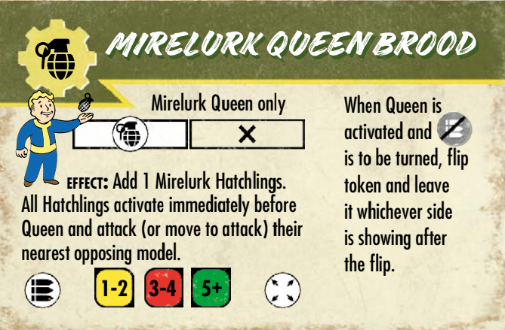 MIRELURK QUEEN BROOD
Mirelurk Queen only
EFFECT: Add 1 Mirelurk Hatchlings.
All Hatchlings activate immediately before
Queen and attack (or move to attack) their
nearest opposing model.
1-2 3-4 5+
When Queen is
activated and
is to be turned, flip
token and leave
it whichever side
is showing after
the flip.